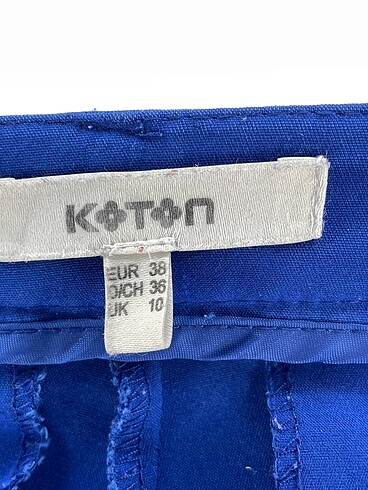 KOTON
EUR 38
D/CH 36
UK 10